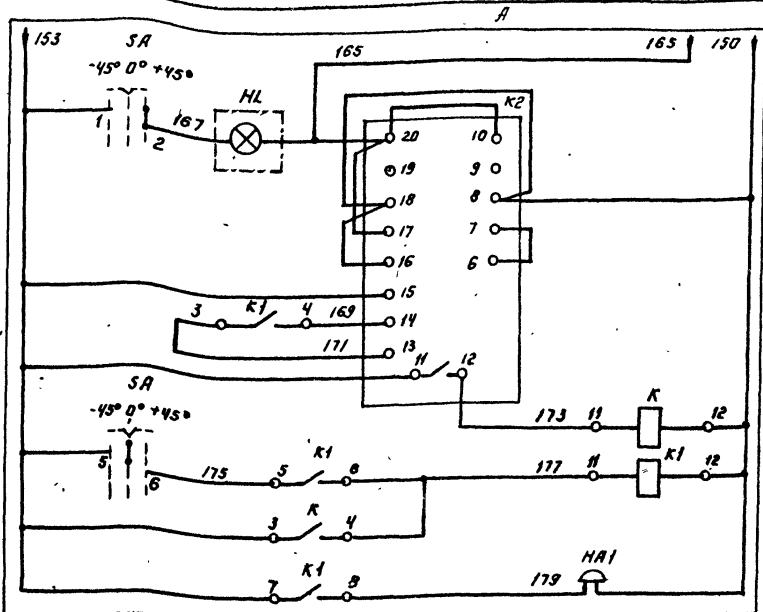 A
153 SA 165 165 150
-45° 0° +45°
HL
K2
1 2 167
20 10
19 9
18 8
17 7
16 6
15
3 K1 4 169 14
171 13
11 12
SA
-45° 0° +45°
173 11 K 12
5 6 175 5 K1 6 177 11 K1 12
3 K 4
7 K1 8 179 HA1